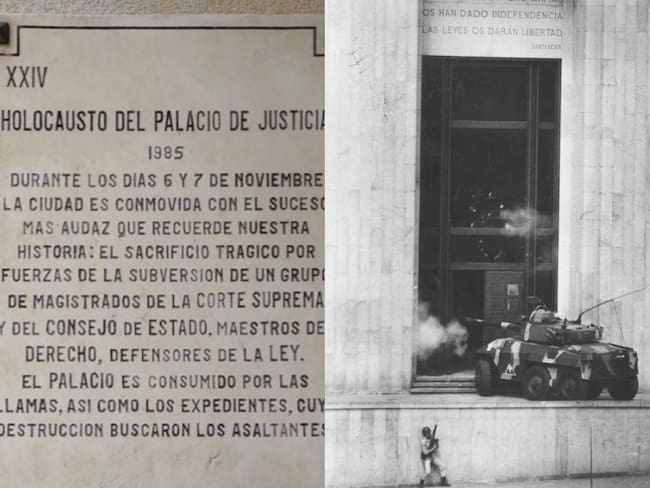 XXIV
HOLOCAUSTO DEL PALACIO DE JUSTICIA
1985
DURANTE LOS DIAS 6 Y 7 DE NOVIEMBRE
LA CIUDAD ES CONMOVIDA CON EL SUCESO
MAS AUDAZ QUE RECUERDE NUESTRA
HISTORIA: EL SACRIFICIO TRAGICO POR
FUERZAS DE LA SUBVERSION DE UN GRUPO
DE MAGISTRADOS DE LA CORTE SUPREMA
Y DEL CONSEJO DE ESTADO, MAESTROS DE
DERECHO, DEFENSORES DE LA LEY.
EL PALACIO ES CONSUMIDO POR LAS
LLAMAS, ASI COMO LOS EXPEDIENTES, CUY
DESTRUCCION BUSCARON LOS ASALTANTES
OS HAN DADO INDEPENDENCIA
LAS LEYES OS DARÁN LIBERTAD
SANTANDER